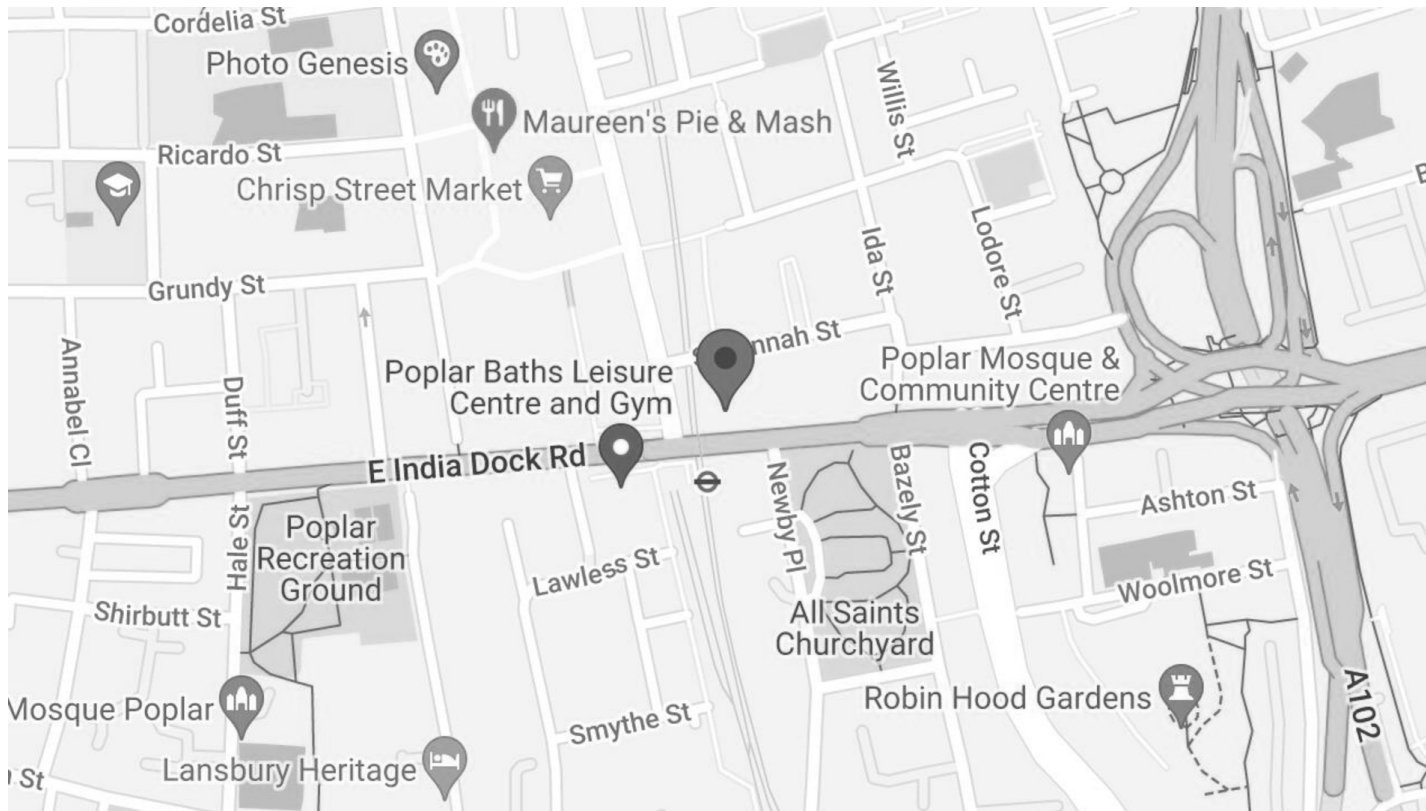 Cordelia St
Photo Genesis
Maureen's Pie & Mash
Willis St
Ricardo St
Chrisp Street Market
Lodore St
Ida St
Grundy St
Annabel Cl
Duff St
nnah St
Poplar Baths Leisure
Centre and Gym
Poplar Mosque &
Community Centre
E India Dock Rd
Newby Pl
Bazely St
Cotton St
Ashton St
Hale St
Poplar
Recreation
Ground
Lawless St
Woolmore St
Shirbutt St
All Saints
Churchyard
Mosque Poplar
Robin Hood Gardens
A102
Smythe St
Lansbury Heritage
St